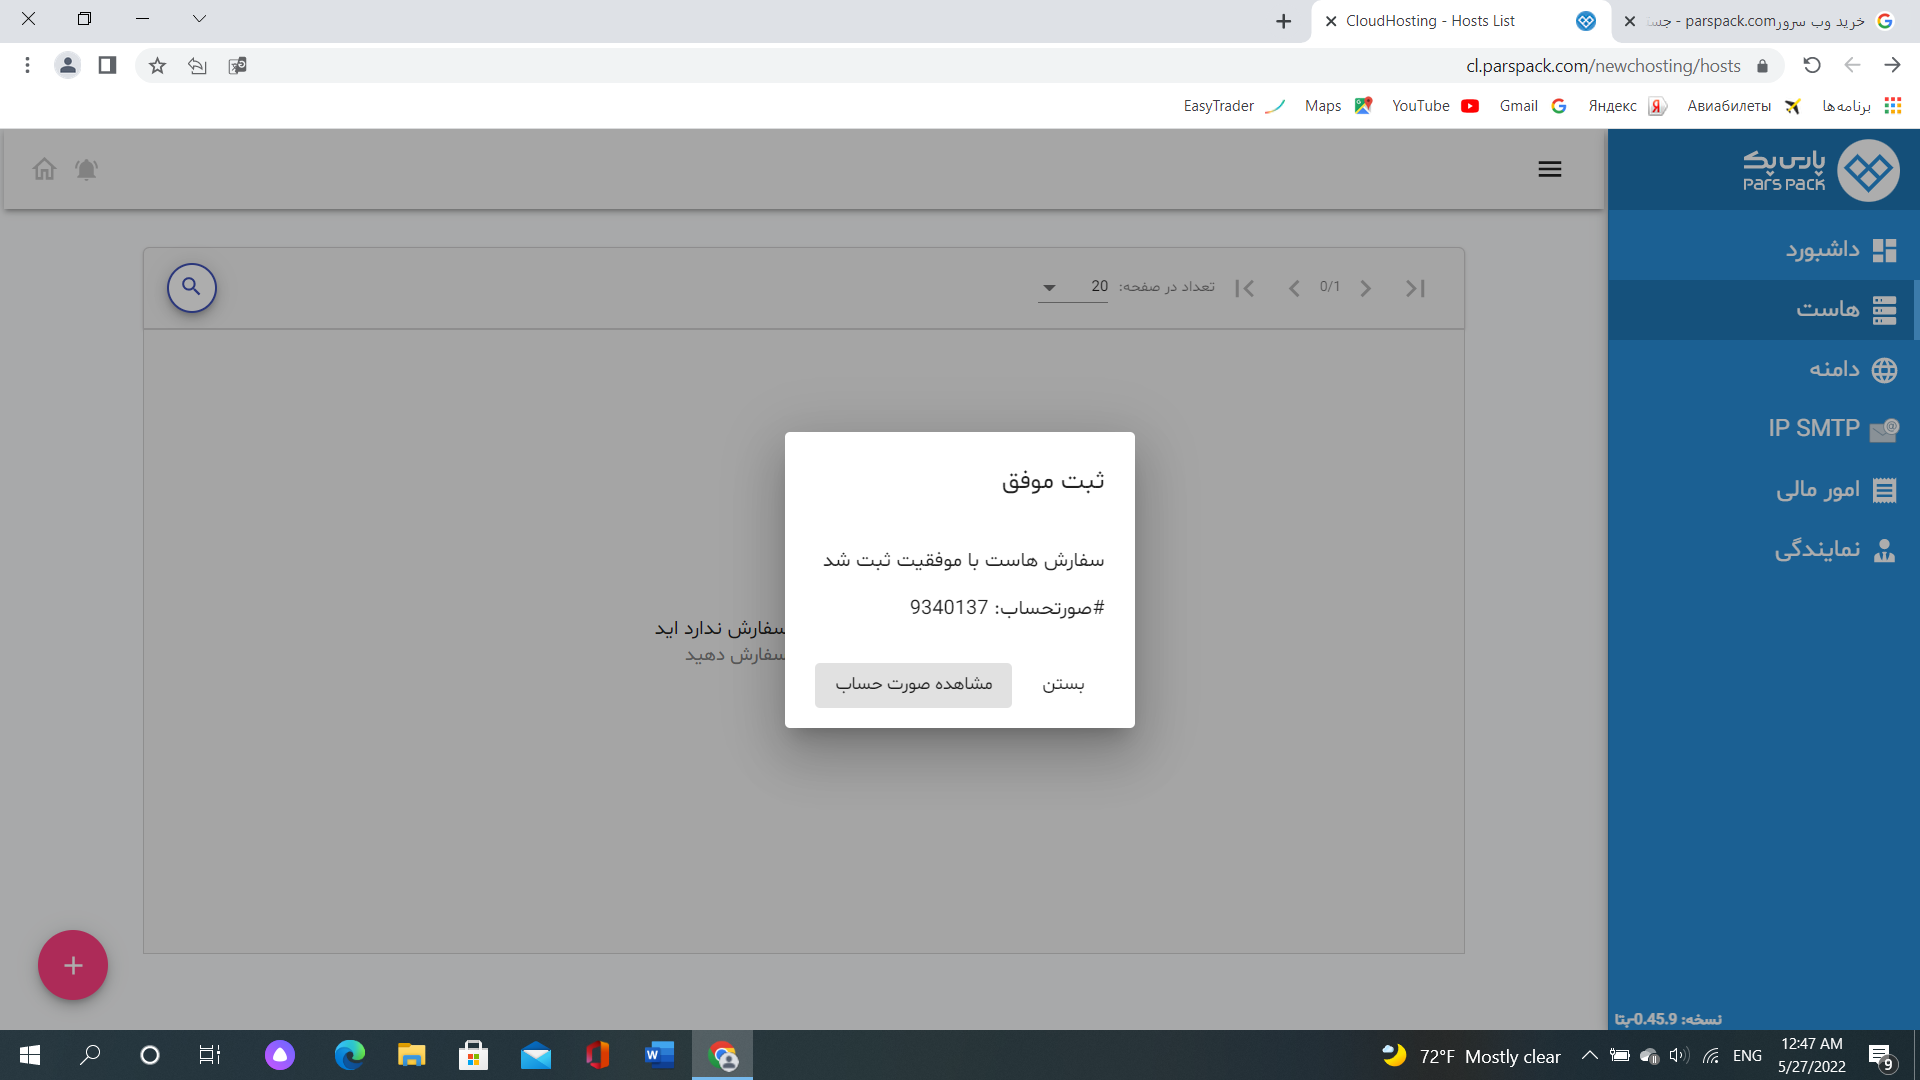 خرید وب سرورparspack.com - جست
CloudHosting - Hosts List
cl.parspack.com/newchosting/hosts
برنامه‌ها
Авиабилеты
Яндекс
Gmail
YouTube
Maps
EasyTrader
پارس پک
Pars Pack
داشبورد
هاست
دامنه
IP SMTP
امور مالی
نمایندگی
نسخه: 0.45.9-بتا
0/1
تعداد در صفحه: 20
سفارش ندارد اید
سفارش دهید
ثبت موفق
سفارش هاست با موفقیت ثبت شد
#صورتحساب: 9340137
بستن
مشاهده صورت حساب
72°F Mostly clear
ENG
12:47 AM
5/27/2022
9